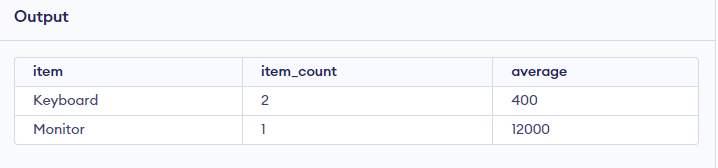 Output
item item_count average
Keyboard 2 400
Monitor 1 12000